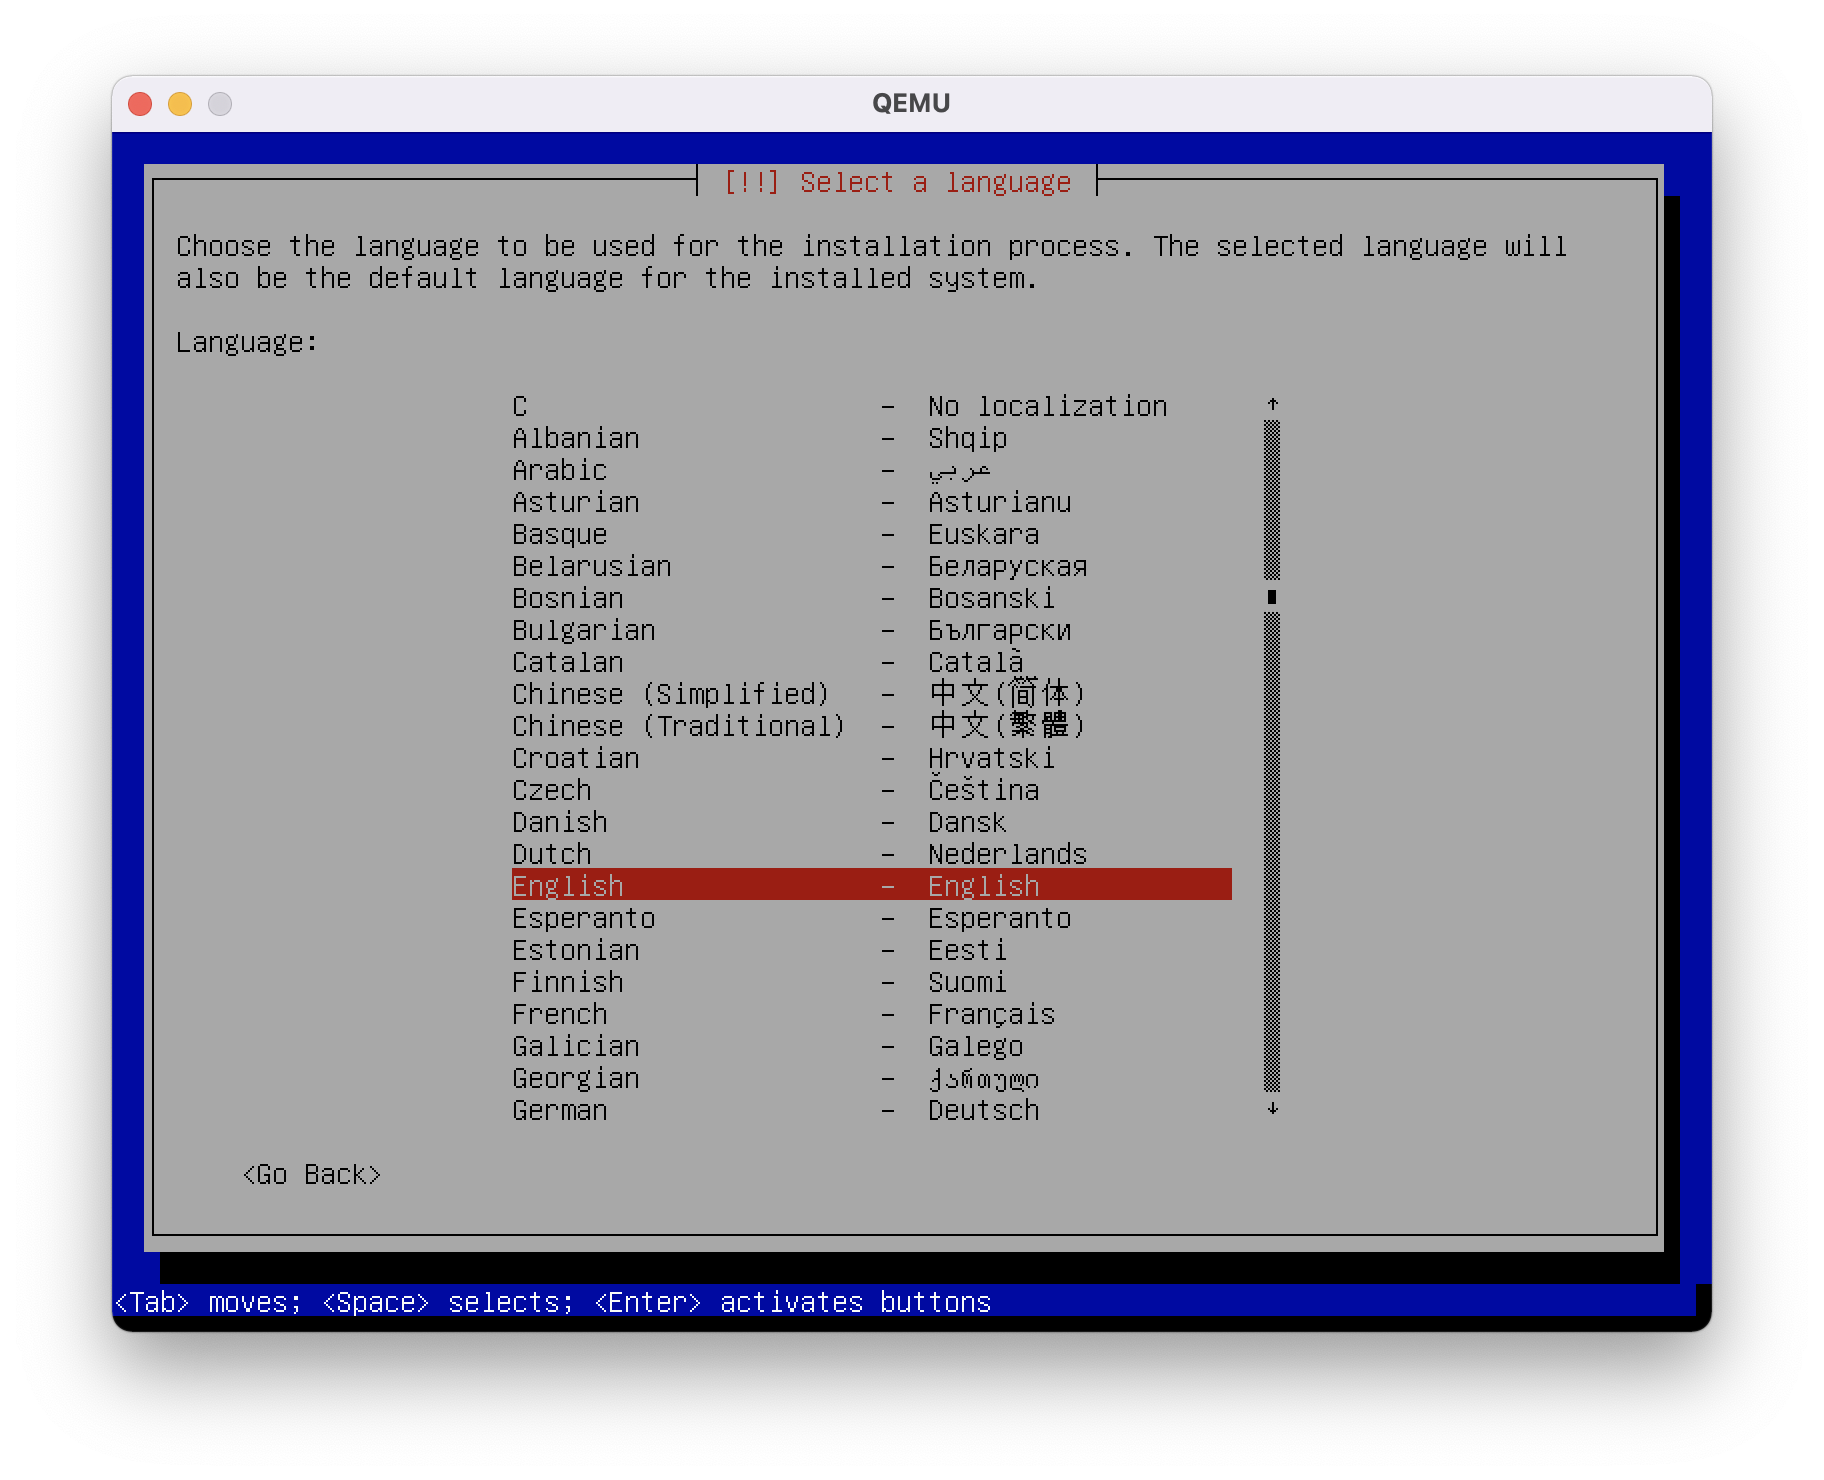 QEMU
[!!] Select a language
Choose the language to be used for the installation process. The selected language will
also be the default language for the installed system.
Language:
C - No localization
Albanian - Shqip
Arabic - عربي
Asturian - Asturianu
Basque - Euskara
Belarusian - Беларуская
Bosnian - Bosanski
Bulgarian - Български
Catalan - Català
Chinese (Simplified) - 中文(简体)
Chinese (Traditional) - 中文(繁體)
Croatian - Hrvatski
Czech - Čeština
Danish - Dansk
Dutch - Nederlands
English - English
Esperanto - Esperanto
Estonian - Eesti
Finnish - Suomi
French - Français
Galician - Galego
Georgian - ქართული
German - Deutsch
<Go Back>
<Tab> moves; <Space> selects; <Enter> activates buttons